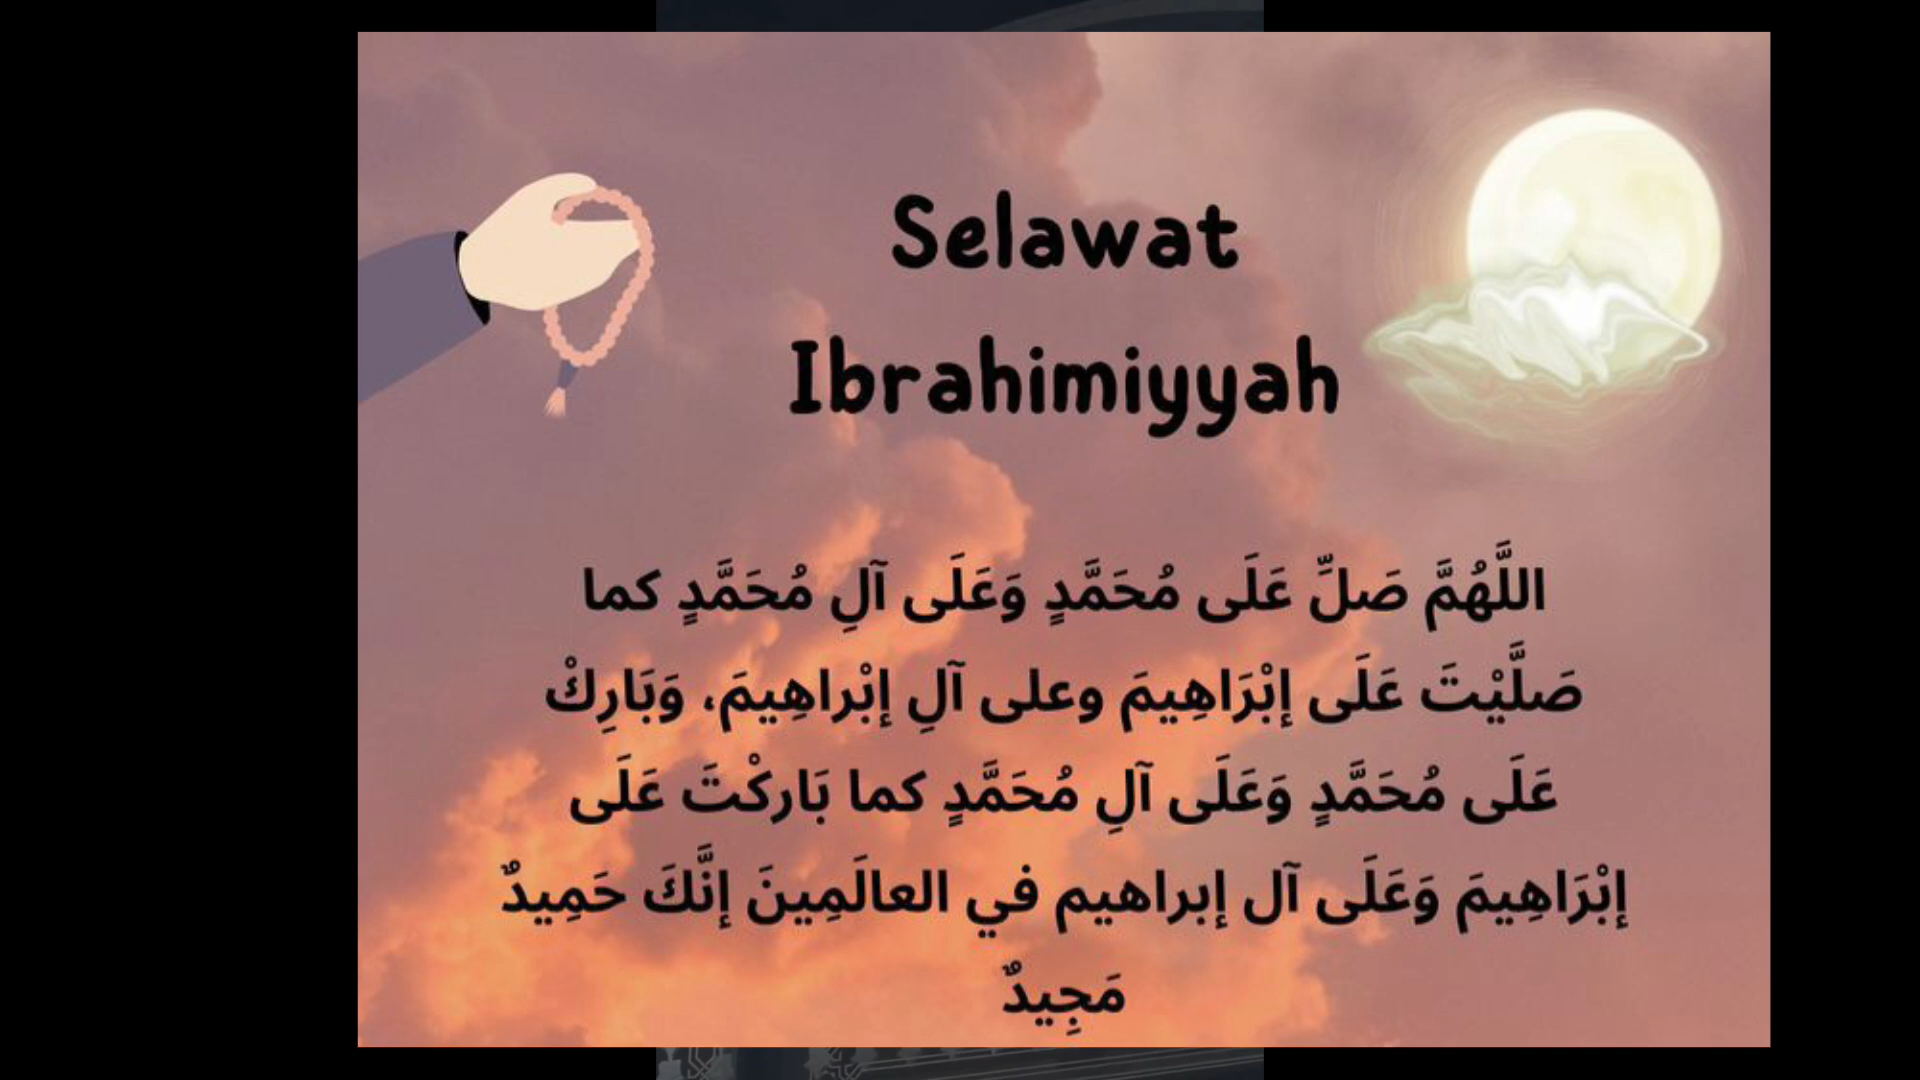 Selawat
Ibrahimiyyah
اللَّهُمَّ صَلِّ عَلَى مُحَمَّدٍ وَعَلَى آلِ مُحَمَّدٍ كما
صَلَّيْتَ عَلَى إبْرَاهِيمَ وعلى آلِ إبْراهِيمَ، وَبَارِكْ
عَلَى مُحَمَّدٍ وَعَلَى آلِ مُحَمَّدٍ كما بَاركْتَ عَلَى
إبْرَاهِيمَ وَعَلَى آل إبراهيم في العالَمِينَ إنَّكَ حَمِيدٌ
مَجِيدٌ